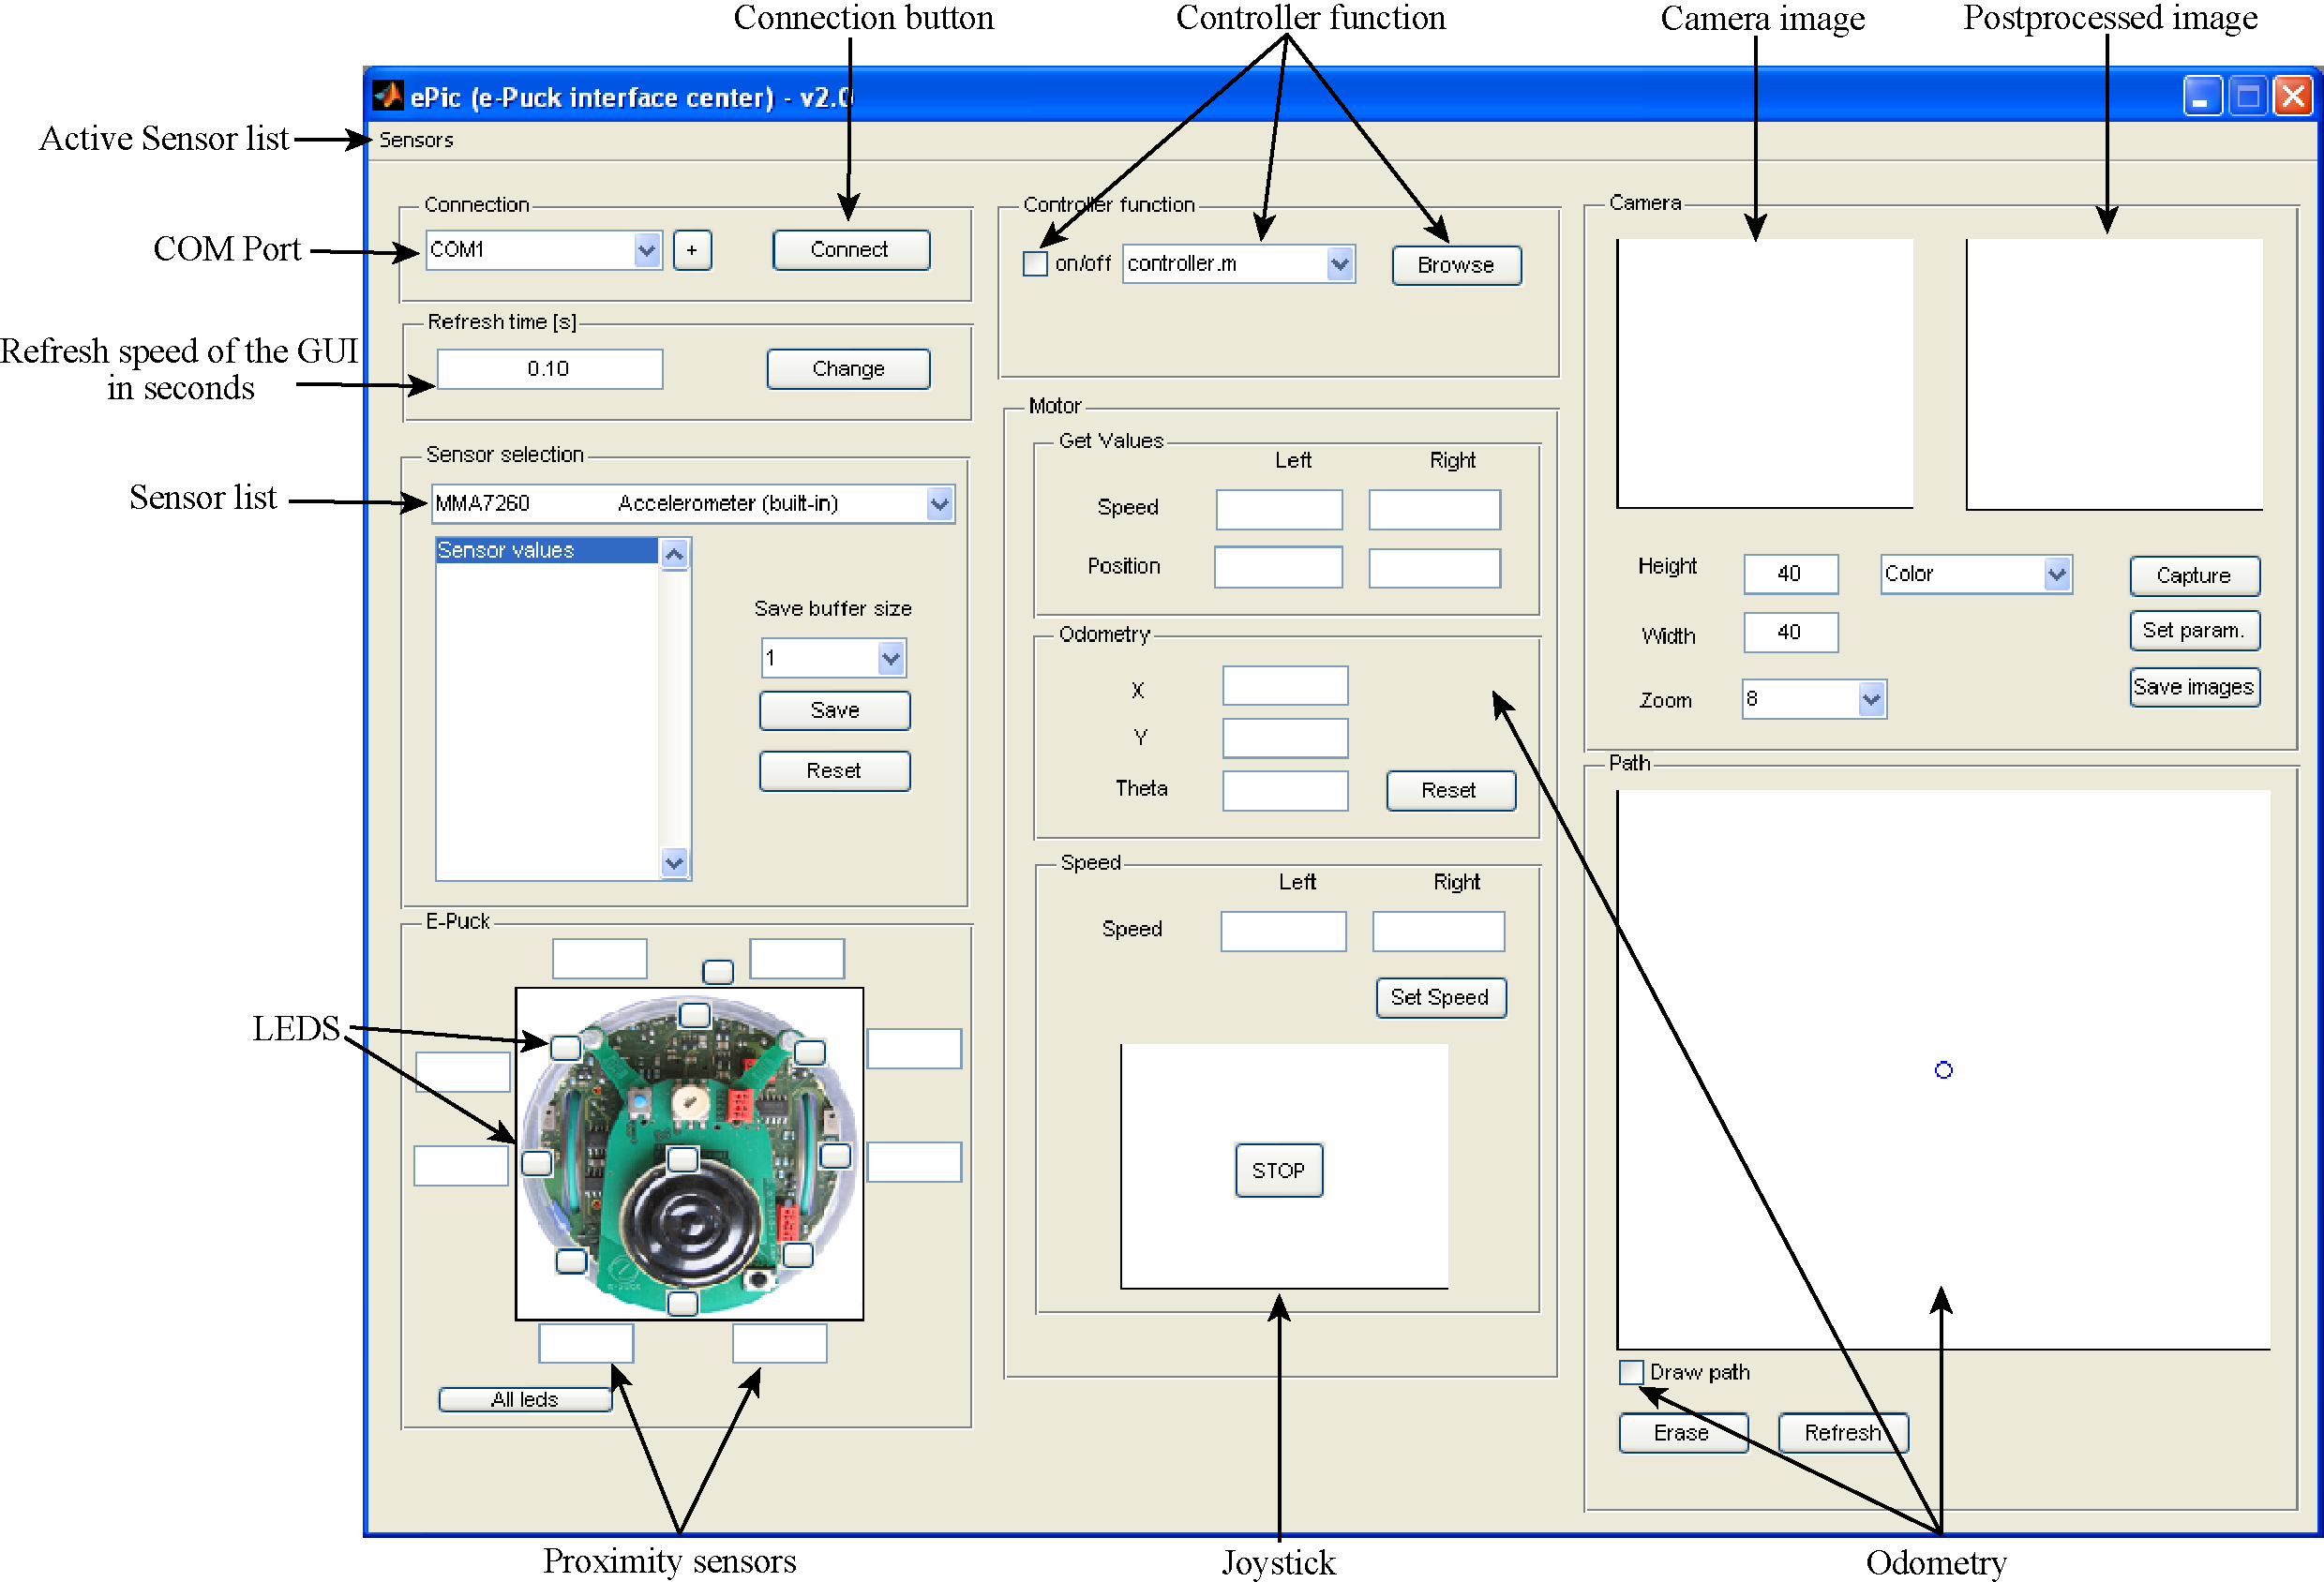 Connection button
Controller function
Camera image
Postprocessed image
ePic (e-Puck interface center) - v2.0
Active Sensor list
Sensors
Connection
COM Port
COM1
+
Connect
Refresh time [s]
Refresh speed of the GUI
in seconds
0.10
Change
Sensor selection
Sensor list
MMA7260 Accelerometer (built-in)
Sensor values
Save buffer size
1
Save
Reset
E-Puck
LEDS
e-puck
All leds
Proximity sensors
Controller function
on/off
controller.m
Browse
Motor
Get Values
Left Right
Speed
Position
Odometry
X
Y
Theta
Reset
Speed
Left Right
Speed
Set Speed
STOP
Joystick
Camera
Height 40 Color Capture
Width 40 Set param.
Zoom 8 Save images
Path
Draw path
Erase Refresh
Odometry